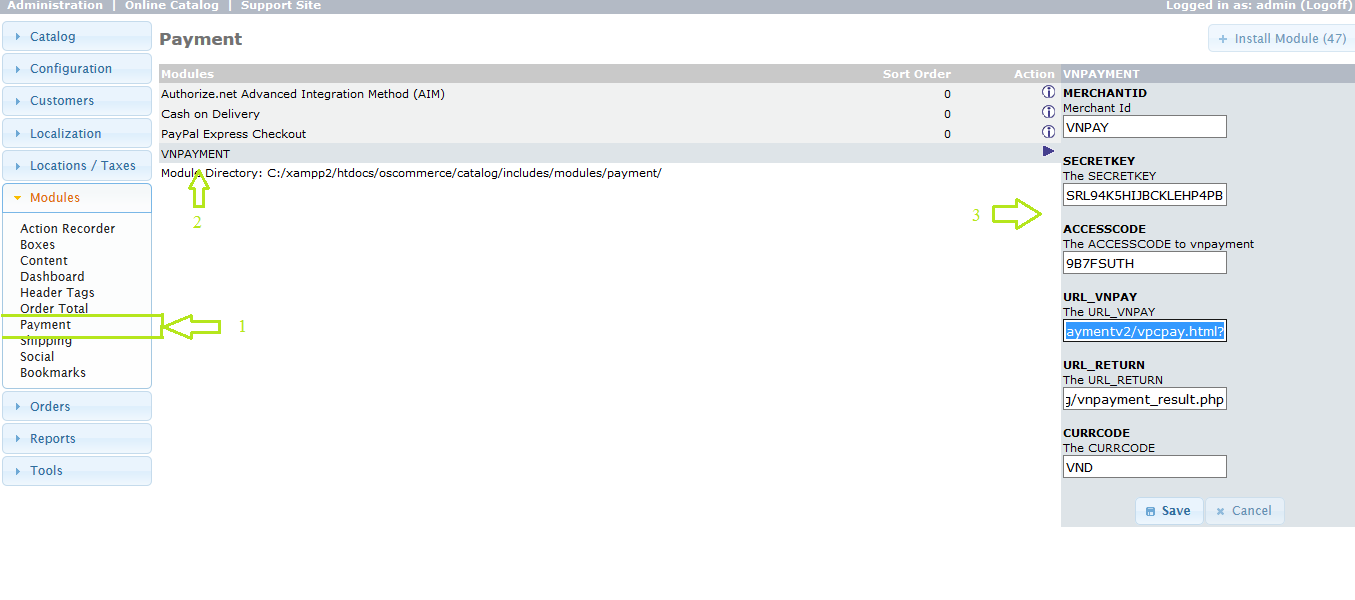 Administration | Online Catalog | Support Site
Logged in as: admin (Logoff)
Catalog
Configuration
Customers
Localization
Locations / Taxes
Modules
Action Recorder
Boxes
Content
Dashboard
Header Tags
Order Total
Payment
Shipping
Social
Bookmarks
Orders
Reports
Tools
1
Payment
+ Install Module (47)
Modules Sort Order Action
Authorize.net Advanced Integration Method (AIM) 0
Cash on Delivery 0
PayPal Express Checkout 0
VNPAYMENT
Module Directory: C:/xampp2/htdocs/oscommerce/catalog/includes/modules/payment/
2
3
VNPAYMENT
MERCHANTID
Merchant Id
VNPAY
SECRETKEY
The SECRETKEY
SRL94K5HIJBCKLEHP4PB
ACCESSCODE
The ACCESSCODE to vnpayment
9B7FSUTH
URL_VNPAY
The URL_VNPAY
aymentv2/vpcpay.html?
URL_RETURN
The URL_RETURN
g/vnpayment_result.php
CURRCODE
The CURRCODE
VND
Save
Cancel